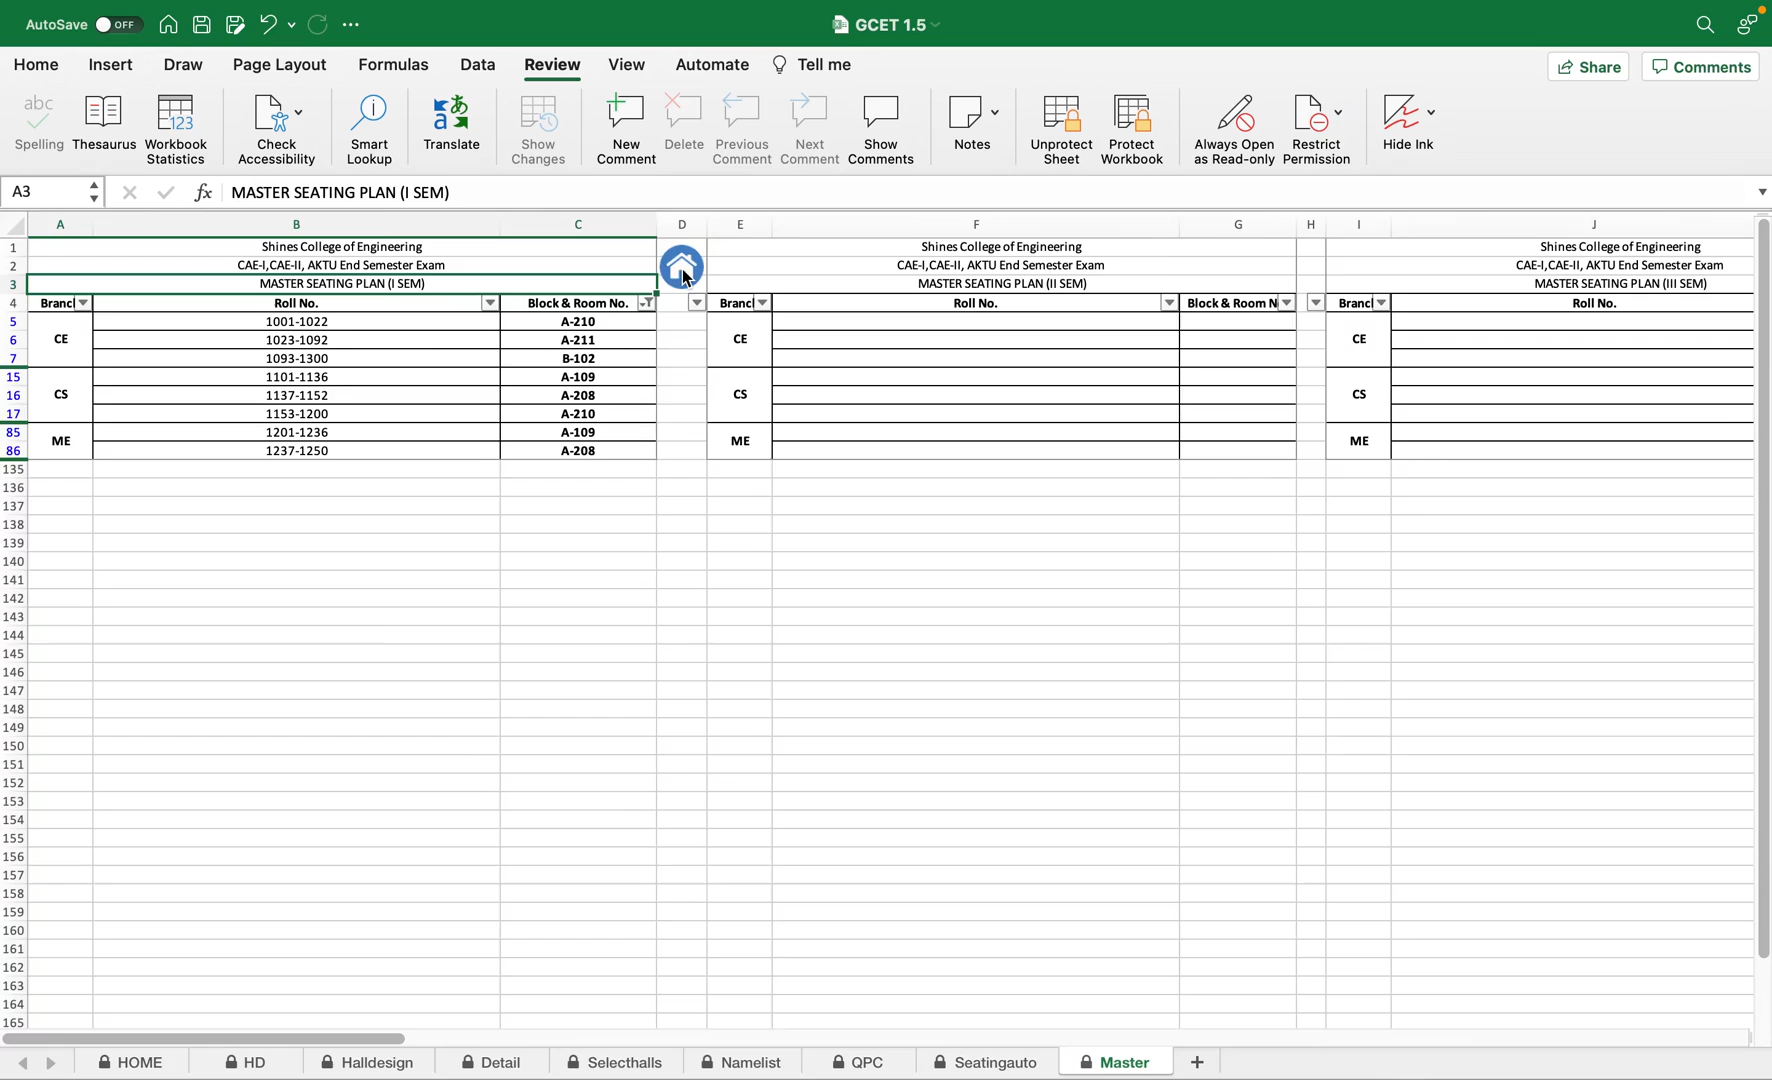 AutoSave OFF GCET 1.5
Home Insert Draw Page Layout Formulas Data Review View Automate Tell me Share Comments
abc 123
Spelling Thesaurus Workbook Statistics Check Accessibility Smart Lookup Translate Show Changes New Comment Delete Previous Comment Next Comment Show Comments Notes Unprotect Sheet Protect Workbook Always Open as Read-only Restrict Permission Hide Ink
A3 fx MASTER SEATING PLAN (I SEM)
A B C D E F G H I J
1 Shines College of Engineering Shines College of Engineering Shines College of Engineering
2 CAE-I,CAE-II, AKTU End Semester Exam CAE-I,CAE-II, AKTU End Semester Exam CAE-I,CAE-II, AKTU End Semester Exam
3 MASTER SEATING PLAN (I SEM) MASTER SEATING PLAN (II SEM) MASTER SEATING PLAN (III SEM)
4 Branc Roll No. Block & Room No. Branc Roll No. Block & Room N Branc Roll No.
5 1001-1022 A-210
6 CE 1023-1092 A-211 CE CE
7 1093-1300 B-102
15 1101-1136 A-109
16 CS 1137-1152 A-208 CS CS
17 1153-1200 A-210
85 ME 1201-1236 A-109 ME ME
86 1237-1250 A-208
135
136
137
138
139
140
141
142
143
144
145
146
147
148
149
150
151
152
153
154
155
156
157
158
159
160
161
162
163
164
165
HOME HD Halldesign Detail Selecthalls Namelist QPC Seatingauto Master +